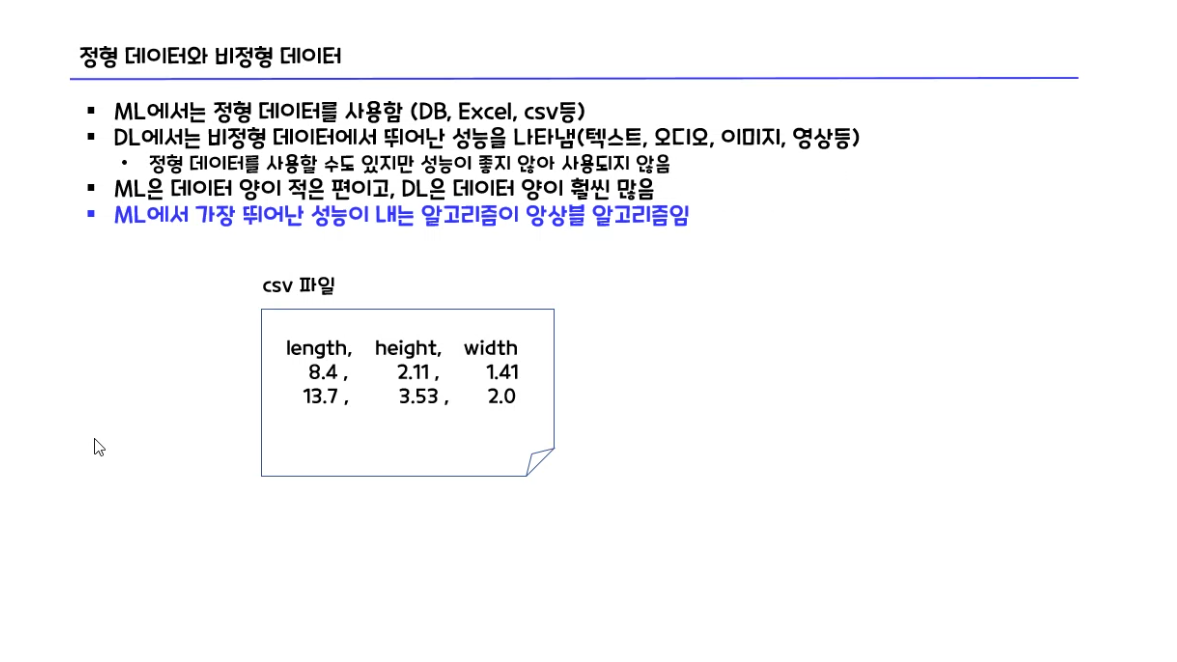 정형 데이터와 비정형 데이터
▪ ML에서는 정형 데이터를 사용함 (DB, Excel, csv등)
▪ DL에서는 비정형 데이터에서 뛰어난 성능을 나타냄(텍스트, 오디오, 이미지, 영상등)
• 정형 데이터를 사용할 수도 있지만 성능이 좋지 않아 사용되지 않음
▪ ML은 데이터 양이 적은 편이고, DL은 데이터 양이 훨씬 많음
▪ ML에서 가장 뛰어난 성능이 내는 알고리즘이 앙상블 알고리즘임
csv 파일
length, height, width
8.4 , 2.11 , 1.41
13.7 , 3.53 , 2.0